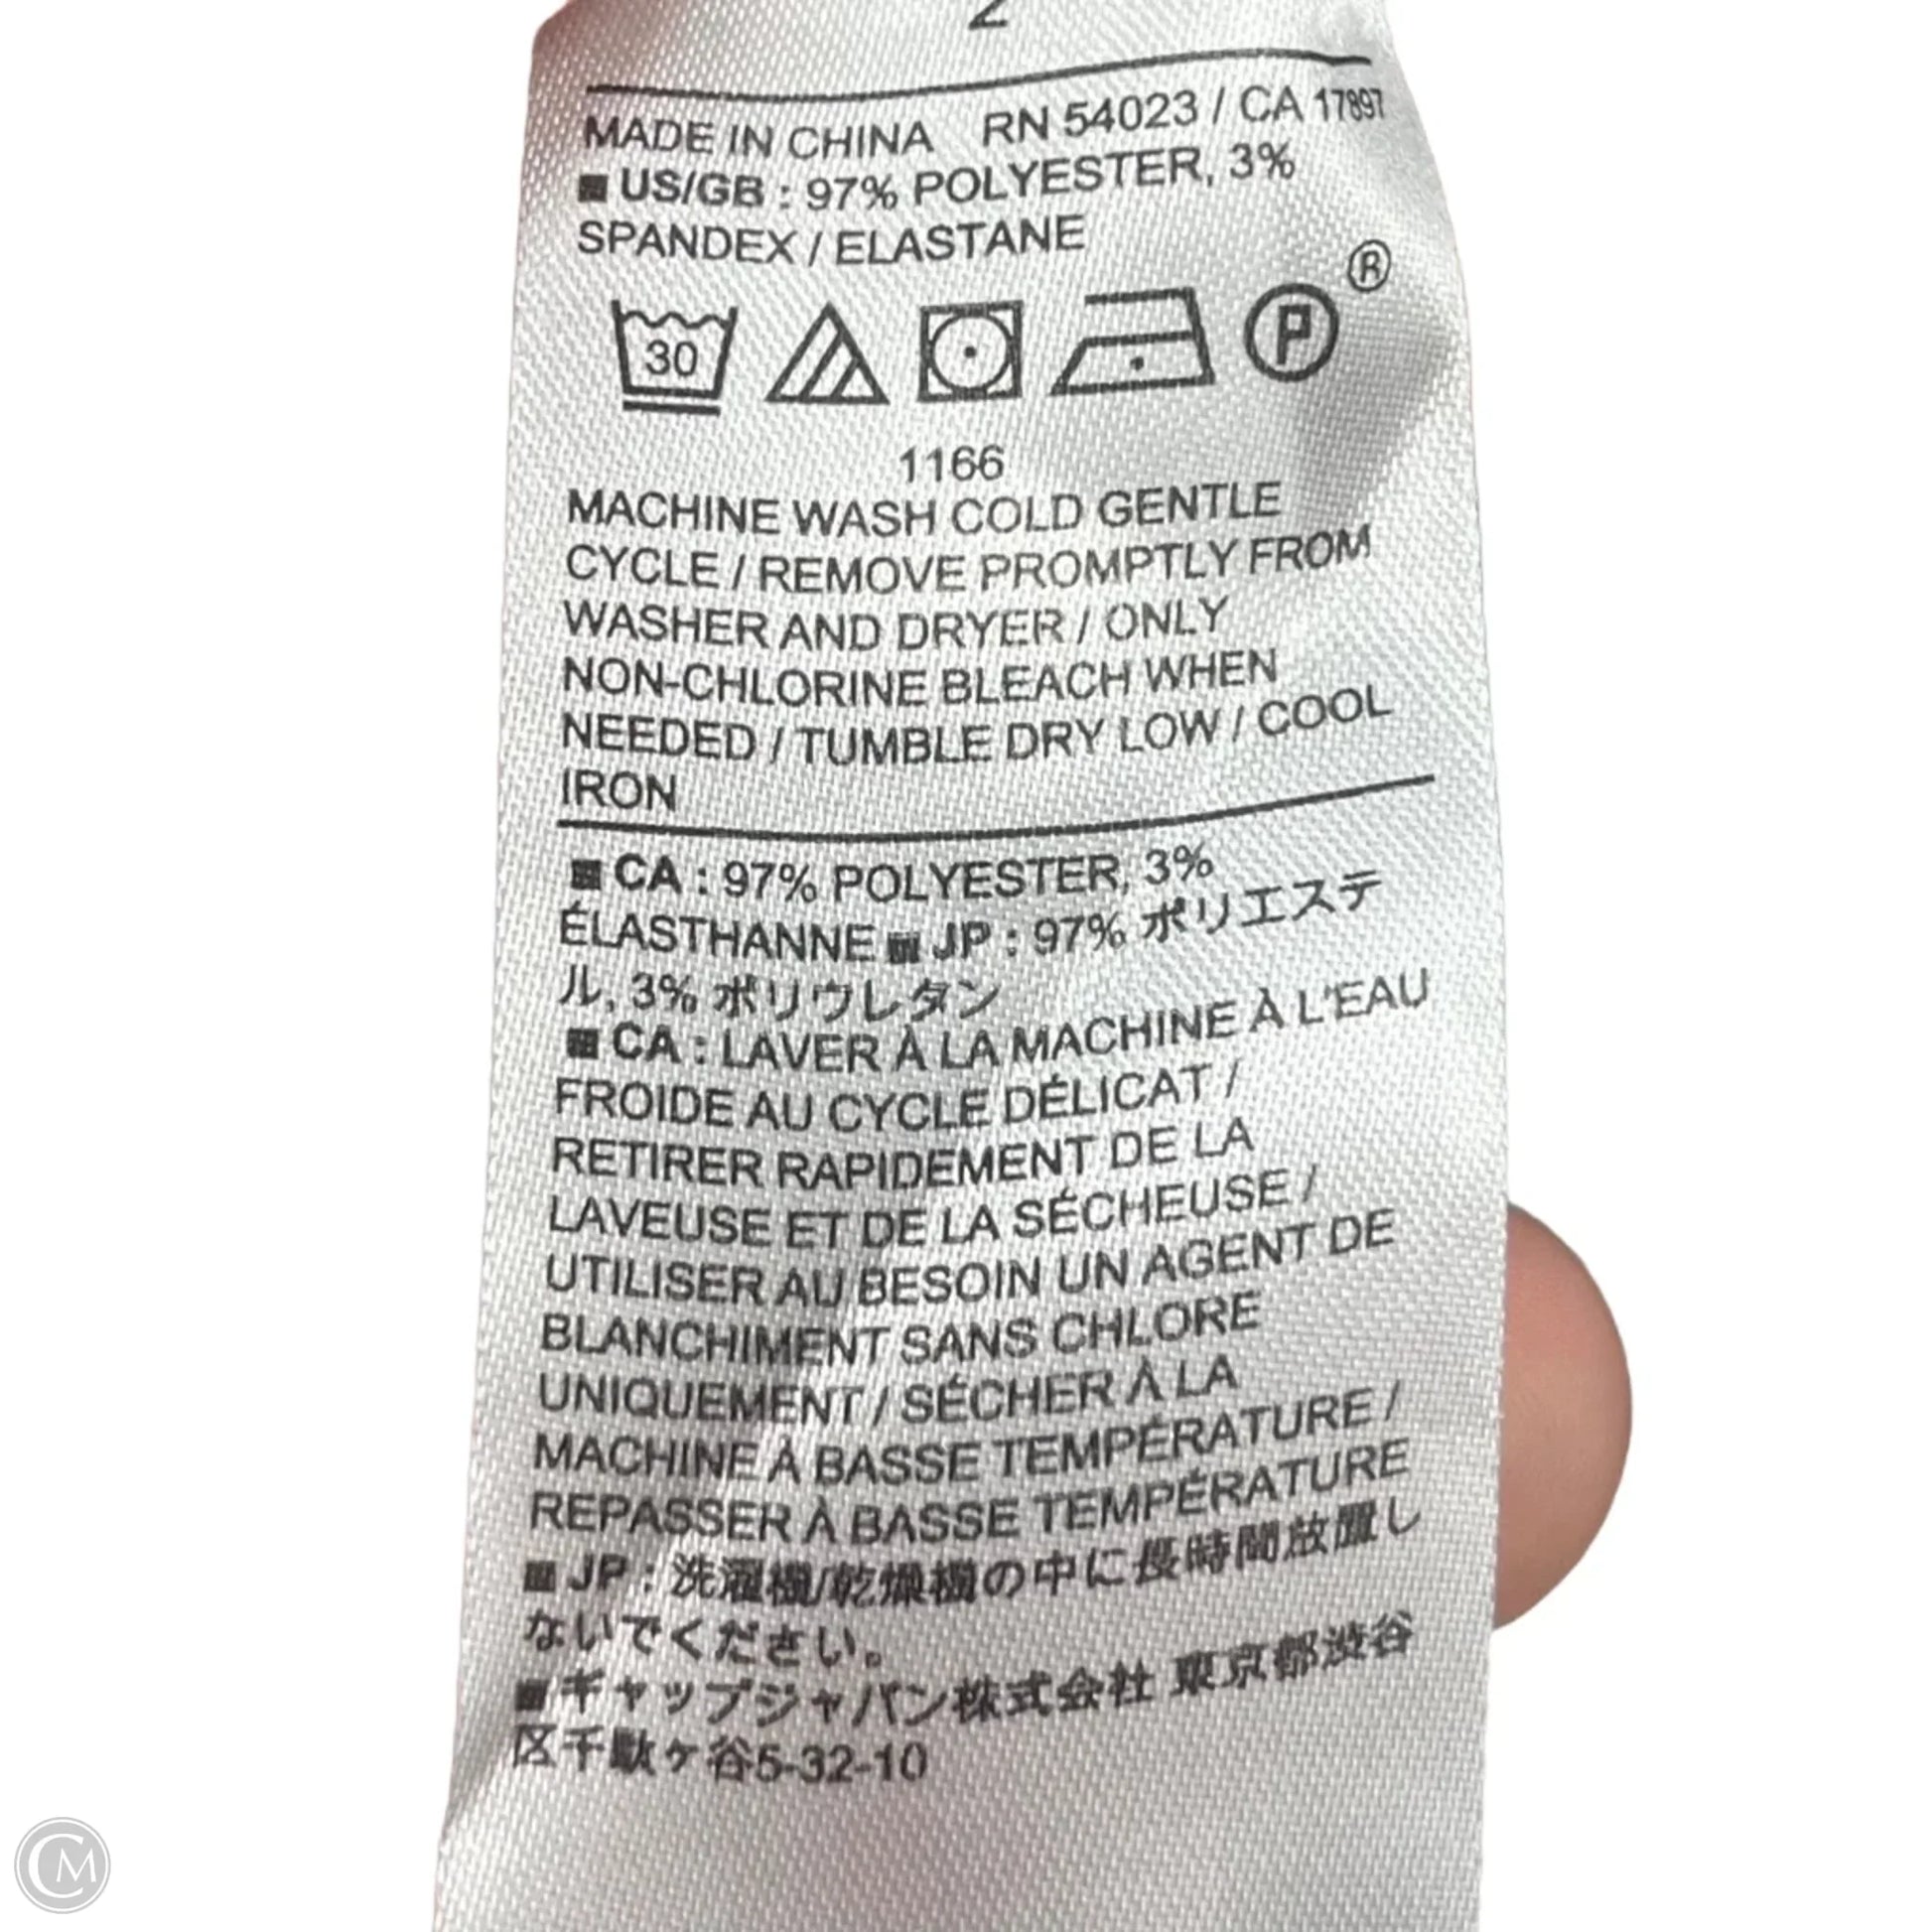 2
MADE IN CHINA RN 54023 / CA 17897
■ US/GB : 97% POLYESTER, 3%
SPANDEX / ELASTANE
30 P ®
1166
MACHINE WASH COLD GENTLE
CYCLE / REMOVE PROMPTLY FROM
WASHER AND DRYER / ONLY
NON-CHLORINE BLEACH WHEN
NEEDED / TUMBLE DRY LOW / COOL
IRON
■ CA : 97% POLYESTER, 3%
ÉLASTHANNE ■ JP : 97% ポリエステ
ル, 3% ポリウレタン
■ CA : LAVER À LA MACHINE À L'EAU
FROIDE AU CYCLE DÉLICAT /
RETIRER RAPIDEMENT DE LA
LAVEUSE ET DE LA SÉCHEUSE /
UTILISER AU BESOIN UN AGENT DE
BLANCHIMENT SANS CHLORE
UNIQUEMENT / SÉCHER À LA
MACHINE À BASSE TEMPÉRATURE /
REPASSER À BASSE TEMPÉRATURE
■ JP : 洗濯機/乾燥機の中に長時間放置し
ないでください。
■ギャップジャパン株式会社 東京都渋谷
区千駄ヶ谷5-32-10
CM